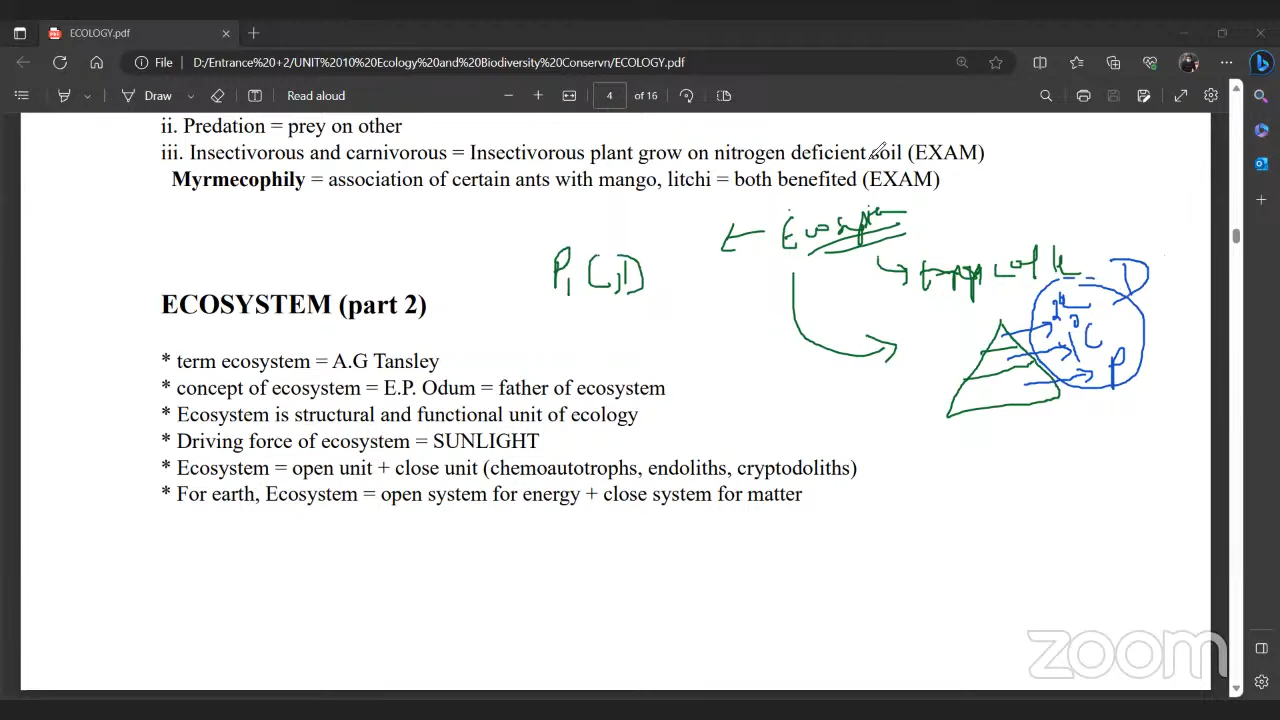 ECOLOGY.pdf
File D:/Entrance%20+2/UNIT%2010%20Ecology%20and%20Biodiversity%20Conservn/ECOLOGY.pdf
Draw Read aloud 4 of 16
ii. Predation = prey on other
iii. Insectivorous and carnivorous = Insectivorous plant grow on nitrogen deficient soil (EXAM)
Myrmecophily = association of certain ants with mango, litchi = both benefited (EXAM)
P, C, D
D
C
P
ECOSYSTEM (part 2)
* term ecosystem = A.G Tansley
* concept of ecosystem = E.P. Odum = father of ecosystem
* Ecosystem is structural and functional unit of ecology
* Driving force of ecosystem = SUNLIGHT
* Ecosystem = open unit + close unit (chemoautotrophs, endoliths, cryptodoliths)
* For earth, Ecosystem = open system for energy + close system for matter
zoom